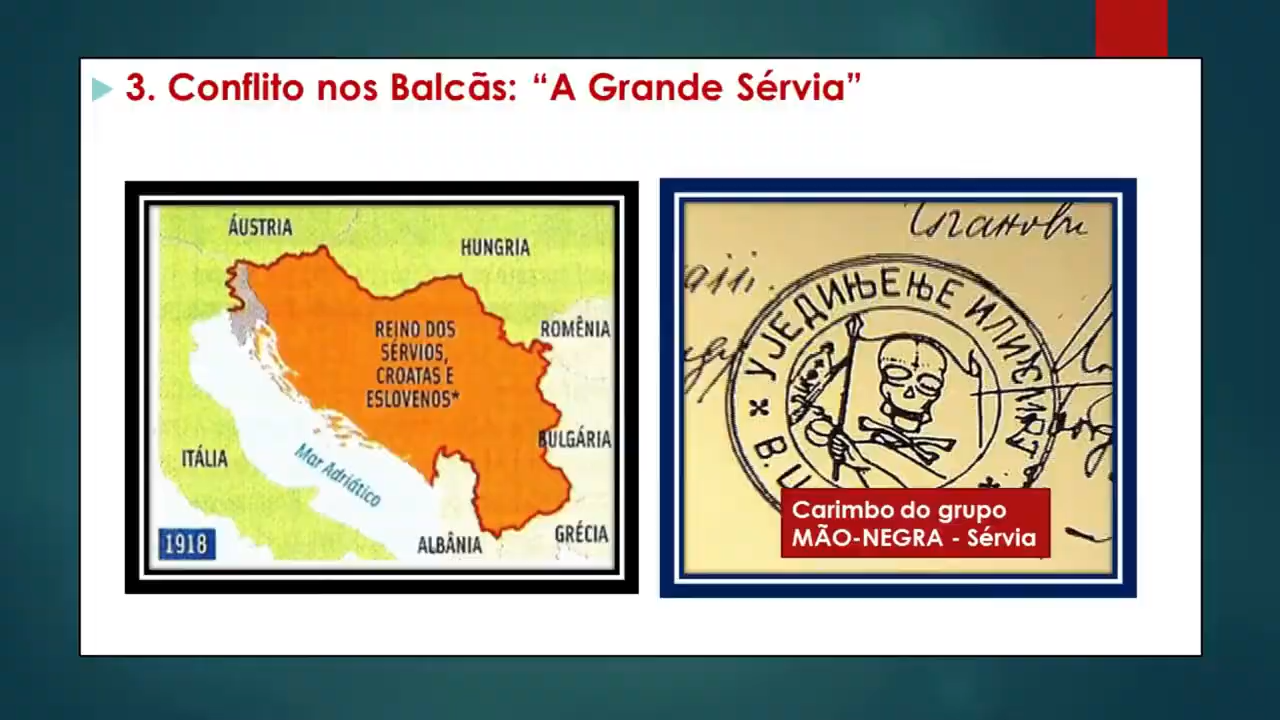 3. Conflito nos Balcãs: “A Grande Sérvia”
ÁUSTRIA
HUNGRIA
ROMÊNIA
REINO DOS
SÉRVIOS,
CROATAS E
ESLOVENOS*
BULGÁRIA
ITÁLIA
Mar Adriático
1918
ALBÂNIA
GRÉCIA
УЈЕДИЊЕЊЕ ИЛИ СМРТ
Carimbo do grupo
MÃO-NEGRA - Sérvia